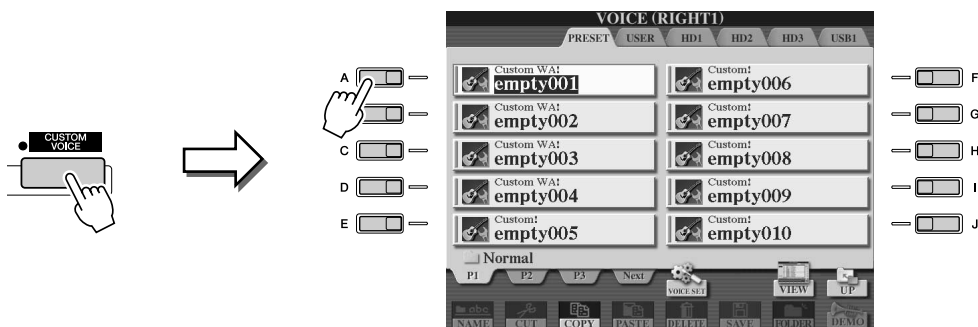 VOICE (RIGHT1)
PRESET USER HD1 HD2 HD3 USB1
CUSTOM
VOICE
A
C
D
E
Custom WA!
empty001
Custom WA!
empty002
Custom WA!
empty003
Custom WA!
empty004
Custom!
empty005
Custom!
empty006
Custom!
empty007
Custom!
empty008
Custom!
empty009
Custom!
empty010
F
G
H
I
J
Normal
P1 P2 P3 Next
VOICE SET VIEW UP
abc
NAME CUT COPY PASTE DELETE SAVE FOLDER DEMO